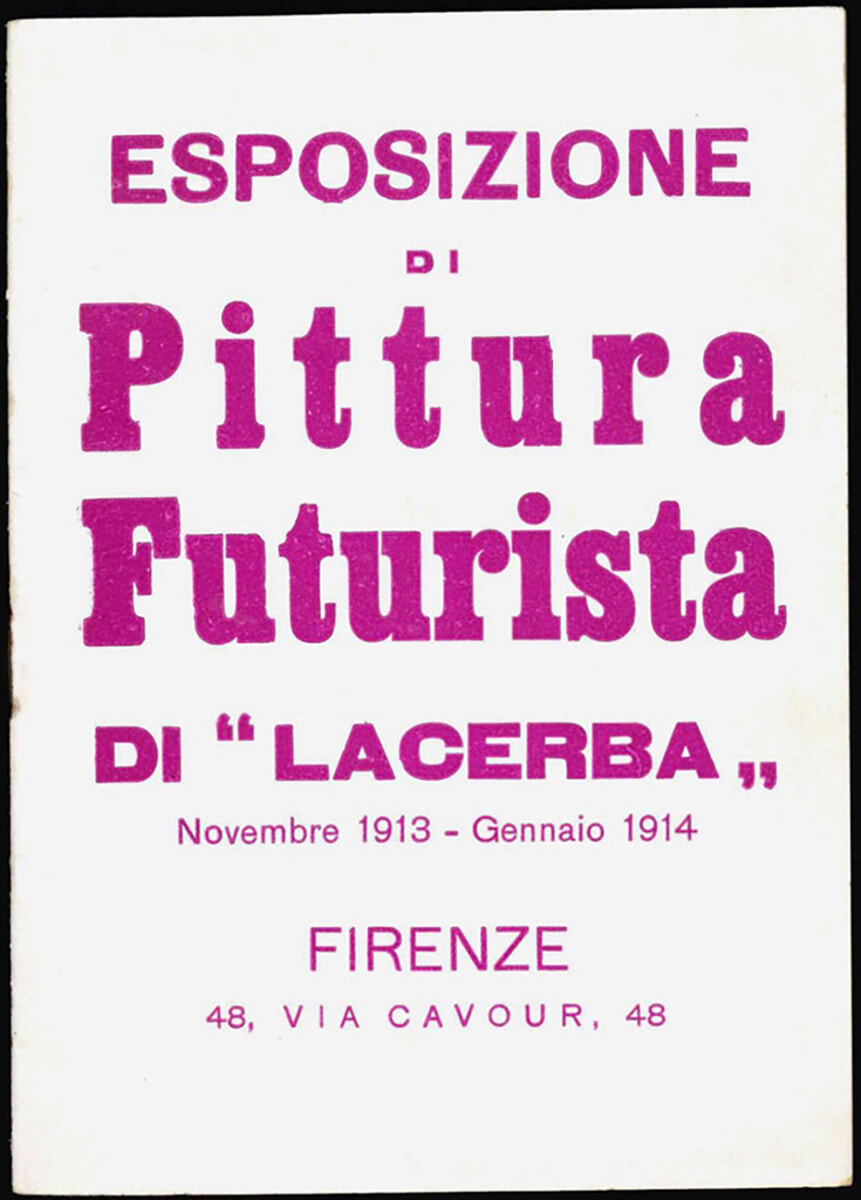 ESPOSIZIONE
DI
Pittura
Futurista
DI “ LACERBA „
Novembre 1913 - Gennaio 1914
FIRENZE
48, VIA CAVOUR, 48